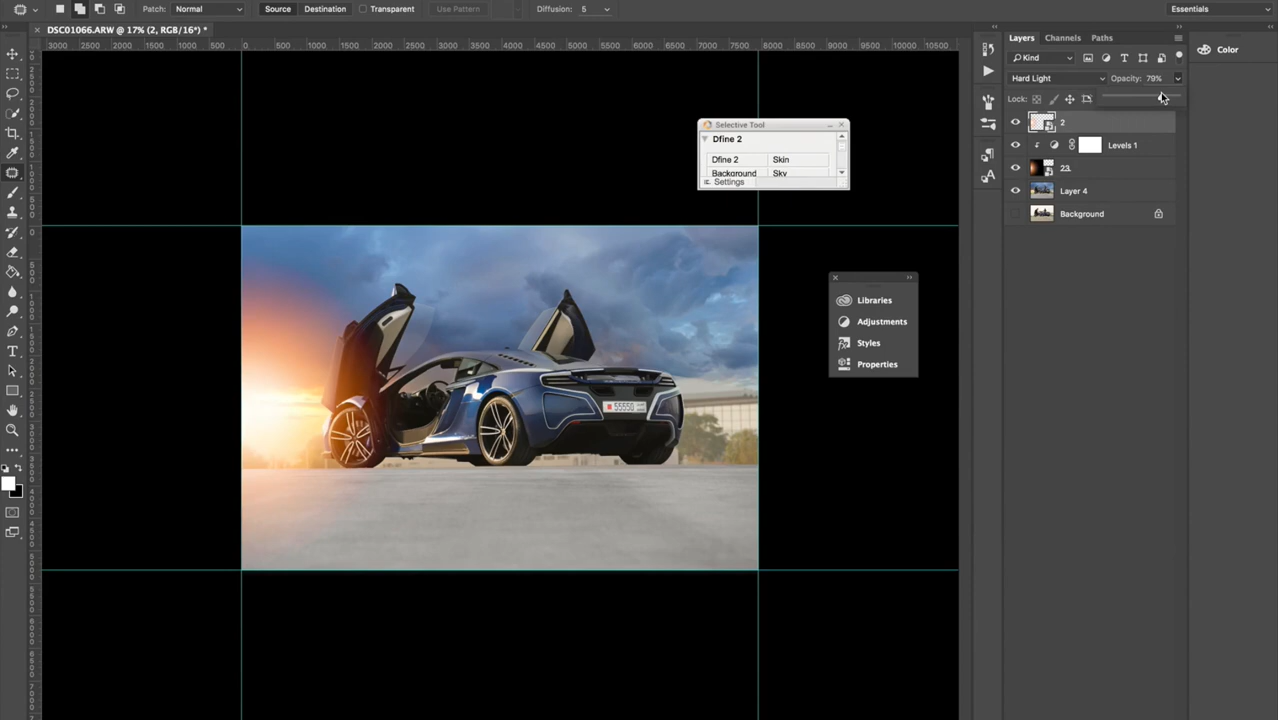 Patch: Normal Source Destination Transparent Use Pattern Diffusion: 5 Essentials
DSC01066.ARW @ 17% (2, RGB/16*) *
3000 2500 2000 1500 1000 500 0 500 1000 1500 2000 2500 3000 3500 4000 4500 5000 5500 6000 6500 7000 7500 8000 8500 9000 9500 10000 10500
Layers Channels Paths
Color
Kind
Hard Light Opacity: 79%
Lock:
2
Levels 1
23.
Layer 4
Background
Selective Tool
Dfine 2
Dfine 2 Skin
Background Sky
Settings
Libraries
Adjustments
Styles
Properties
55550